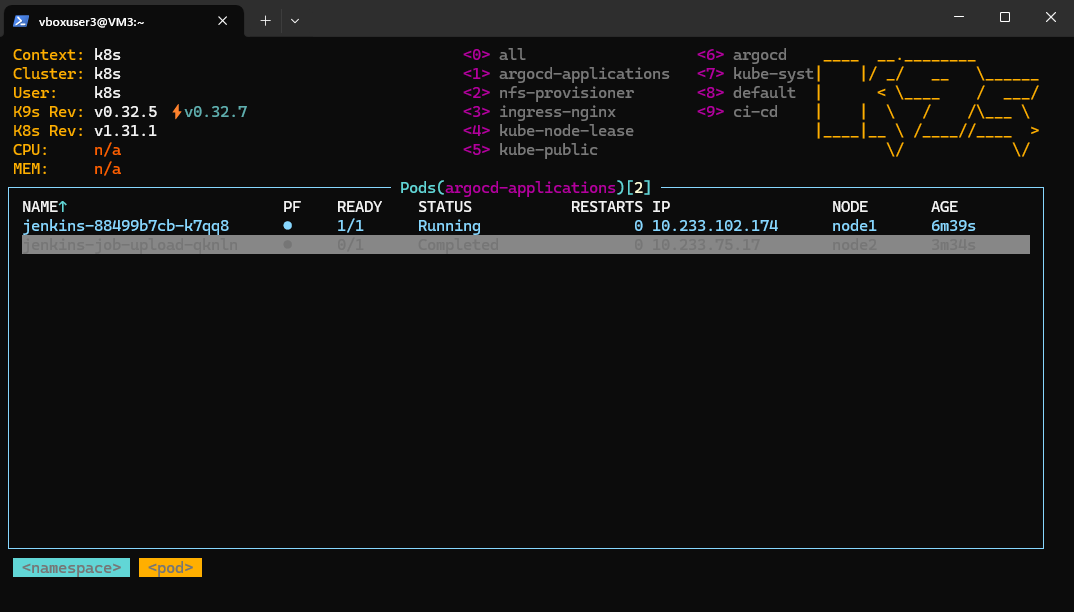 vboxuser3@VM3:~
Context: k8s <0> all <6> argocd
Cluster: k8s <1> argocd-applications <7> kube-syst
User: k8s <2> nfs-provisioner <8> default
K9s Rev: v0.32.5 ⚡v0.32.7 <3> ingress-nginx <9> ci-cd
K8s Rev: v1.31.1 <4> kube-node-lease
CPU: n/a <5> kube-public
MEM: n/a
Pods(argocd-applications)[2]
NAME↑ PF READY STATUS RESTARTS IP NODE AGE
jenkins-88499b7cb-k7qq8 ● 1/1 Running 0 10.233.102.174 node1 6m39s
jenkins-job-upload-qknln ● 0/1 Completed 0 10.233.75.17 node2 3m34s
<namespace> <pod>